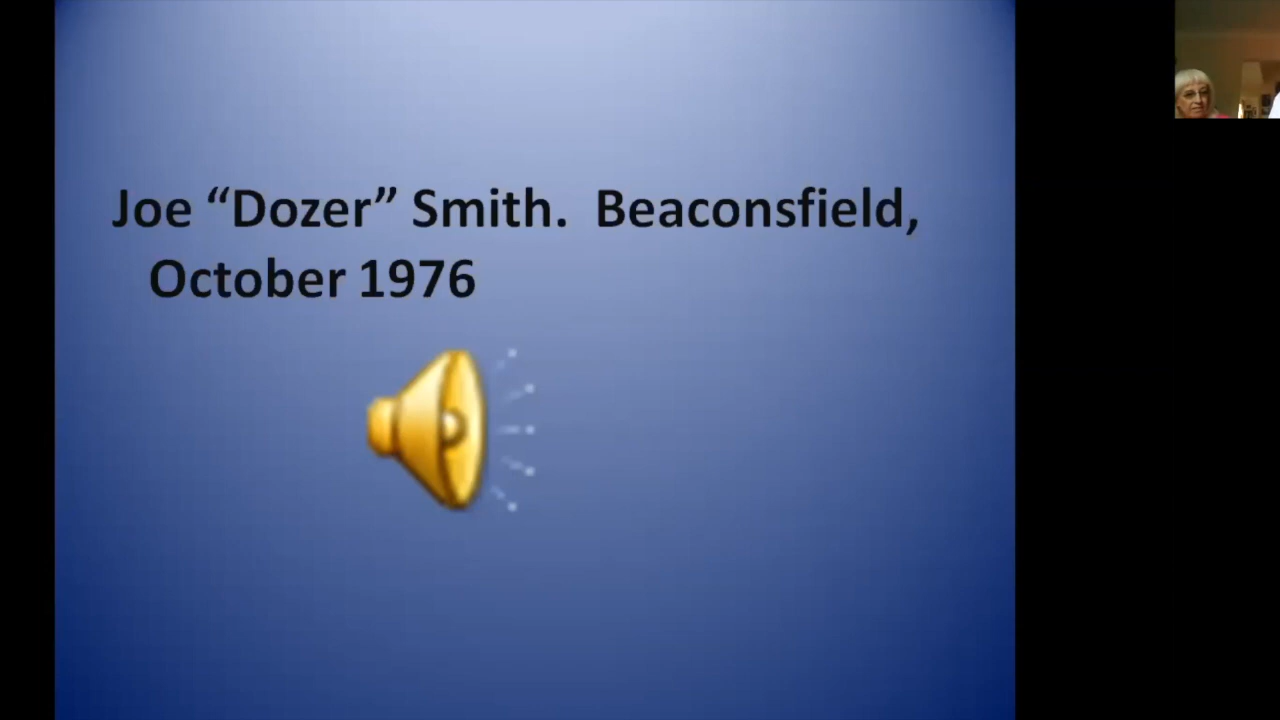 Joe “Dozer” Smith.  Beaconsfield,
October 1976